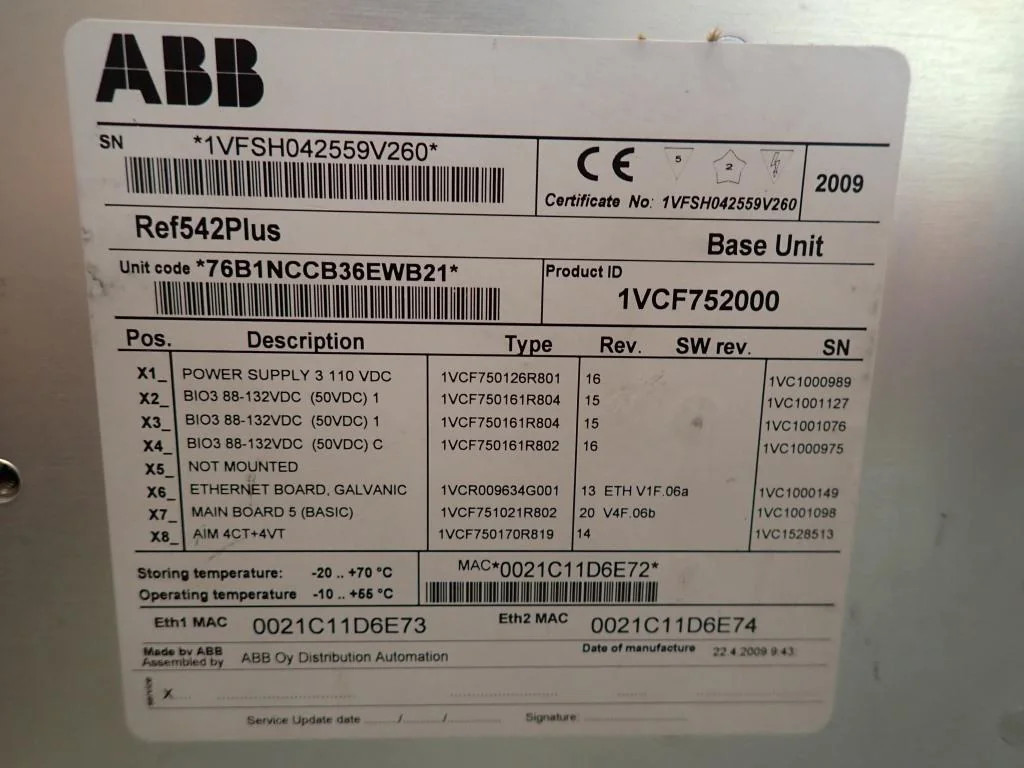 ABB
SN *1VFSH042559V260*
CE 5 2
Certificate No: 1VFSH042559V260
2009
Ref542Plus Base Unit
Unit code *76B1NCCB36EWB21*
Product ID
1VCF752000
Pos. Description Type Rev. SW rev. SN
X1_ POWER SUPPLY 3 110 VDC 1VCF750126R801 16 1VC1000989
X2_ BIO3 88-132VDC (50VDC) 1 1VCF750161R804 15 1VC1001127
X3_ BIO3 88-132VDC (50VDC) 1 1VCF750161R804 15 1VC1001076
X4_ BIO3 88-132VDC (50VDC) C 1VCF750161R802 16 1VC1000975
X5_ NOT MOUNTED
X6_ ETHERNET BOARD, GALVANIC 1VCR009634G001 13 ETH V1F.06a 1VC1000149
X7_ MAIN BOARD 5 (BASIC) 1VCF751021R802 20 V4F.06b 1VC1001098
X8_ AIM 4CT+4VT 1VCF750170R819 14 1VC1528513
Storing temperature: -20 .. +70 °C
Operating temperature -10 .. +55 °C
MAC*0021C11D6E72*
Eth1 MAC 0021C11D6E73 Eth2 MAC 0021C11D6E74
Made by ABB
Assembled by ABB Oy Distribution Automation
Date of manufacture 22.4.2009 9:43
X
Service Update date ....../....../...... Signature: ......